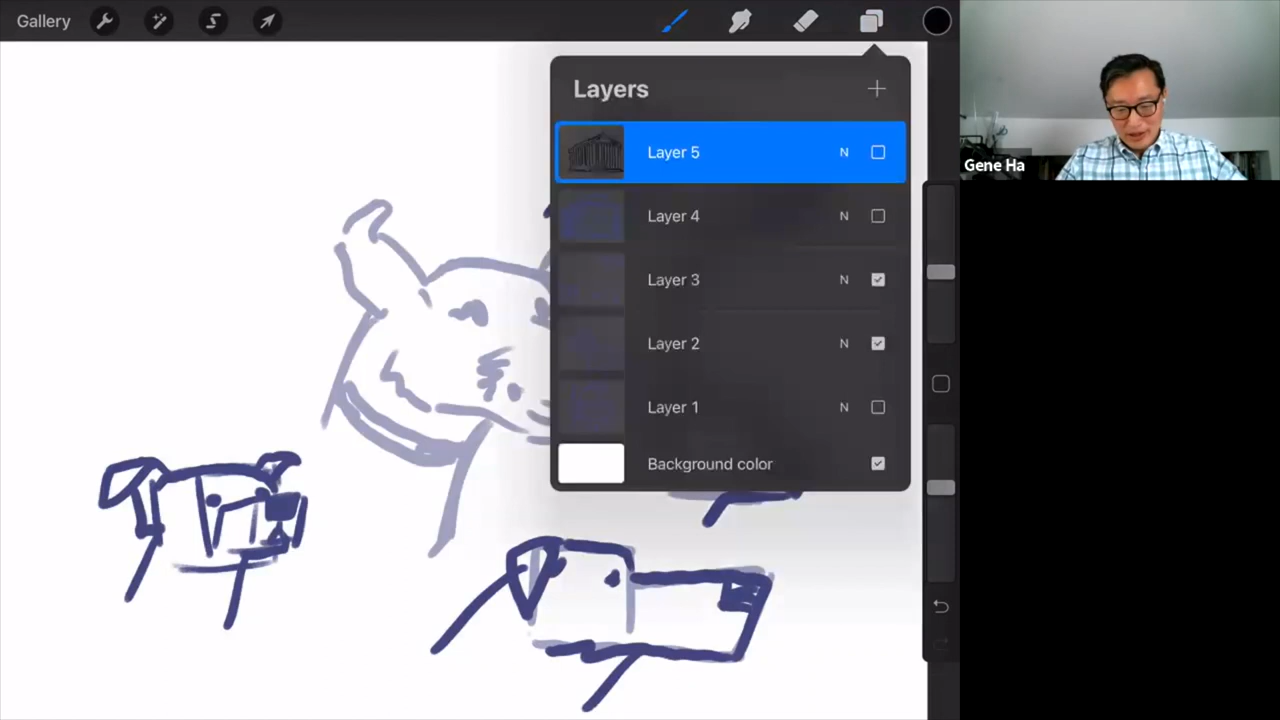 Gallery
Layers
Layer 5 N
Layer 4 N
Layer 3 N
Layer 2 N
Layer 1 N
Background color
Gene Ha